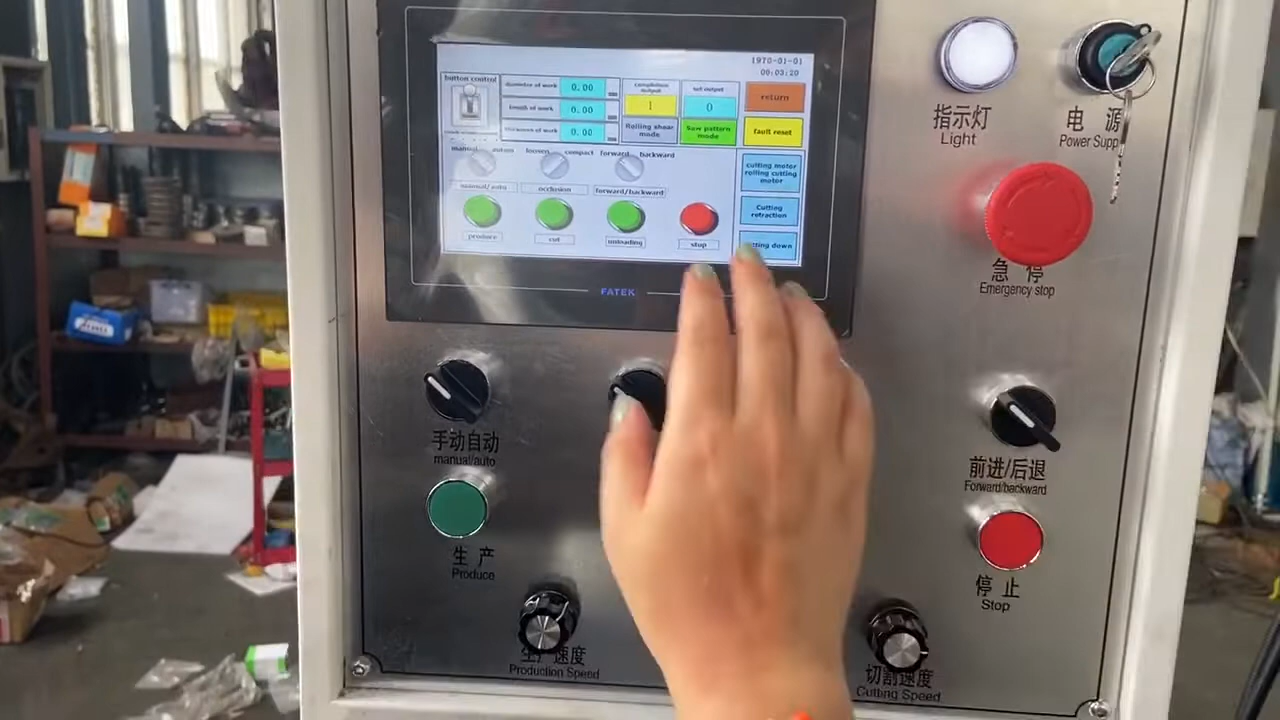 1970-01-01
00:03:20
button control
diameter of work
0.00
length of work
0.00
0.00
completion output
1
set output
0
return
Rolling shear mode
Saw pattern mode
fault reset
manual autom
loosen compact
forward backward
manual/auto
occlusion
forward/backward
cutting motor
rolling cutting
motor
Cutting
retraction
produce
cut
unloading
stop
down
FATEK
指示灯
Light
电 源
Power Supp
急 停
Emergency stop
手动自动
manual/auto
前进/后退
Forward/backward
生 产
Produce
停 止
Stop
生产速度
Production Speed
切割速度
Cutting Speed